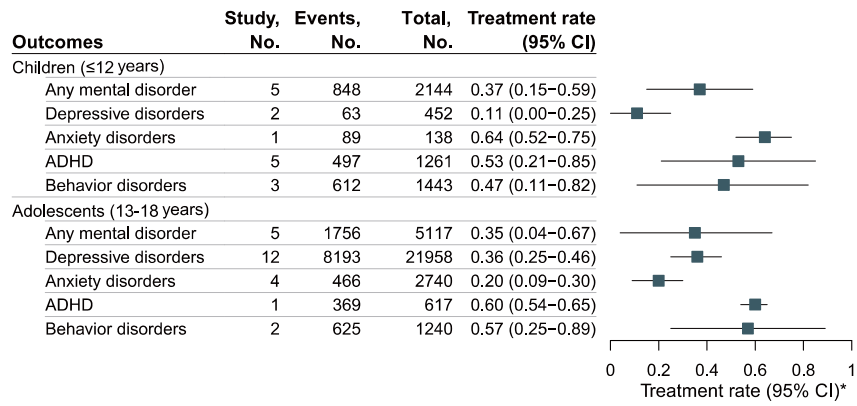 Study, Events, Total, Treatment rate
Outcomes No. No. No. (95% CI)
Children (≤12 years)
Any mental disorder 5 848 2144 0.37 (0.15−0.59)
Depressive disorders 2 63 452 0.11 (0.00−0.25)
Anxiety disorders 1 89 138 0.64 (0.52−0.75)
ADHD 5 497 1261 0.53 (0.21−0.85)
Behavior disorders 3 612 1443 0.47 (0.11−0.82)
Adolescents (13-18 years)
Any mental disorder 5 1756 5117 0.35 (0.04−0.67)
Depressive disorders 12 8193 21958 0.36 (0.25−0.46)
Anxiety disorders 4 466 2740 0.20 (0.09−0.30)
ADHD 1 369 617 0.60 (0.54−0.65)
Behavior disorders 2 625 1240 0.57 (0.25−0.89)
0 0.2 0.4 0.6 0.8 1
Treatment rate (95% CI)*